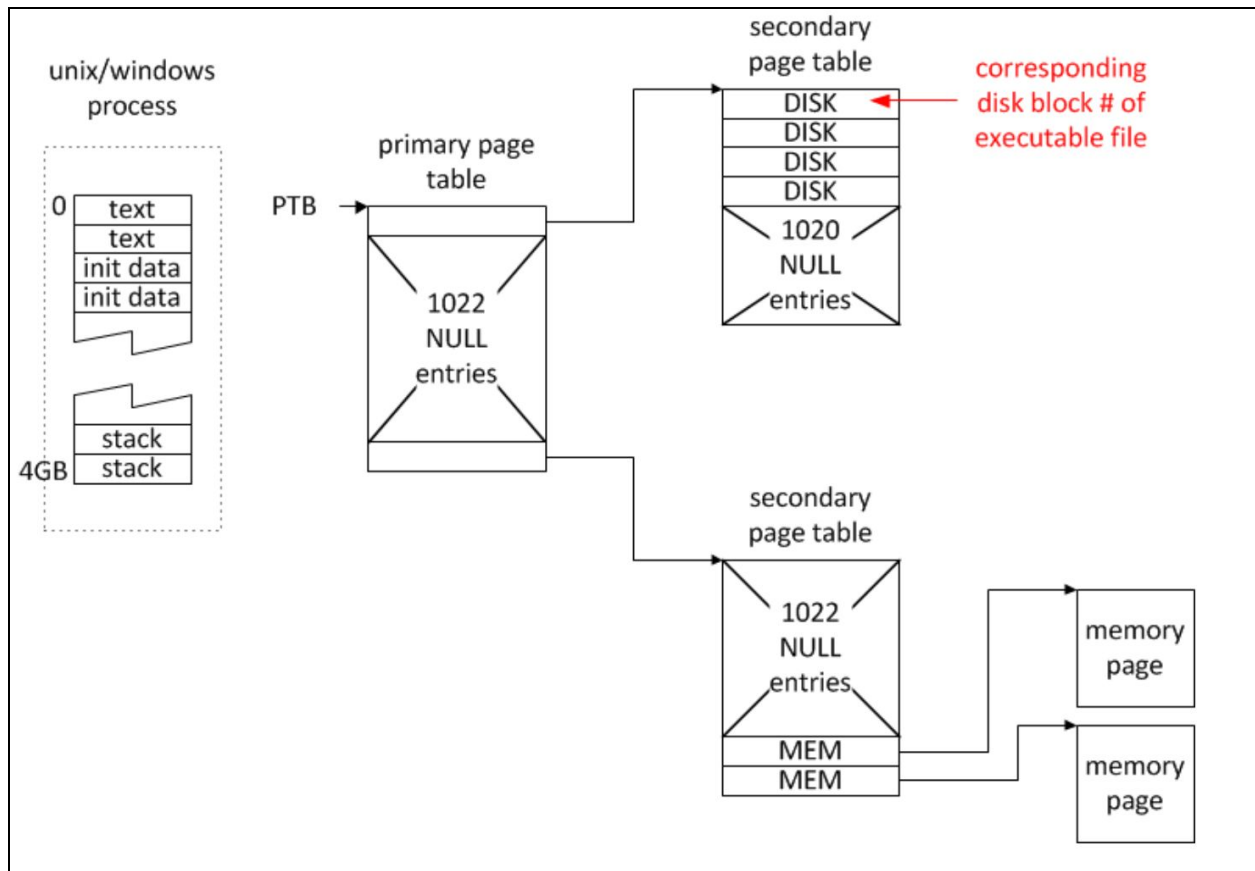 unix/windows
process
0
text
text
init data
init data
stack
4GB
stack
PTB
primary page
table
1022
NULL
entries
secondary
page table
DISK
DISK
DISK
DISK
1020
NULL
entries
corresponding
disk block # of
executable file
secondary
page table
1022
NULL
entries
MEM
MEM
memory
page
memory
page